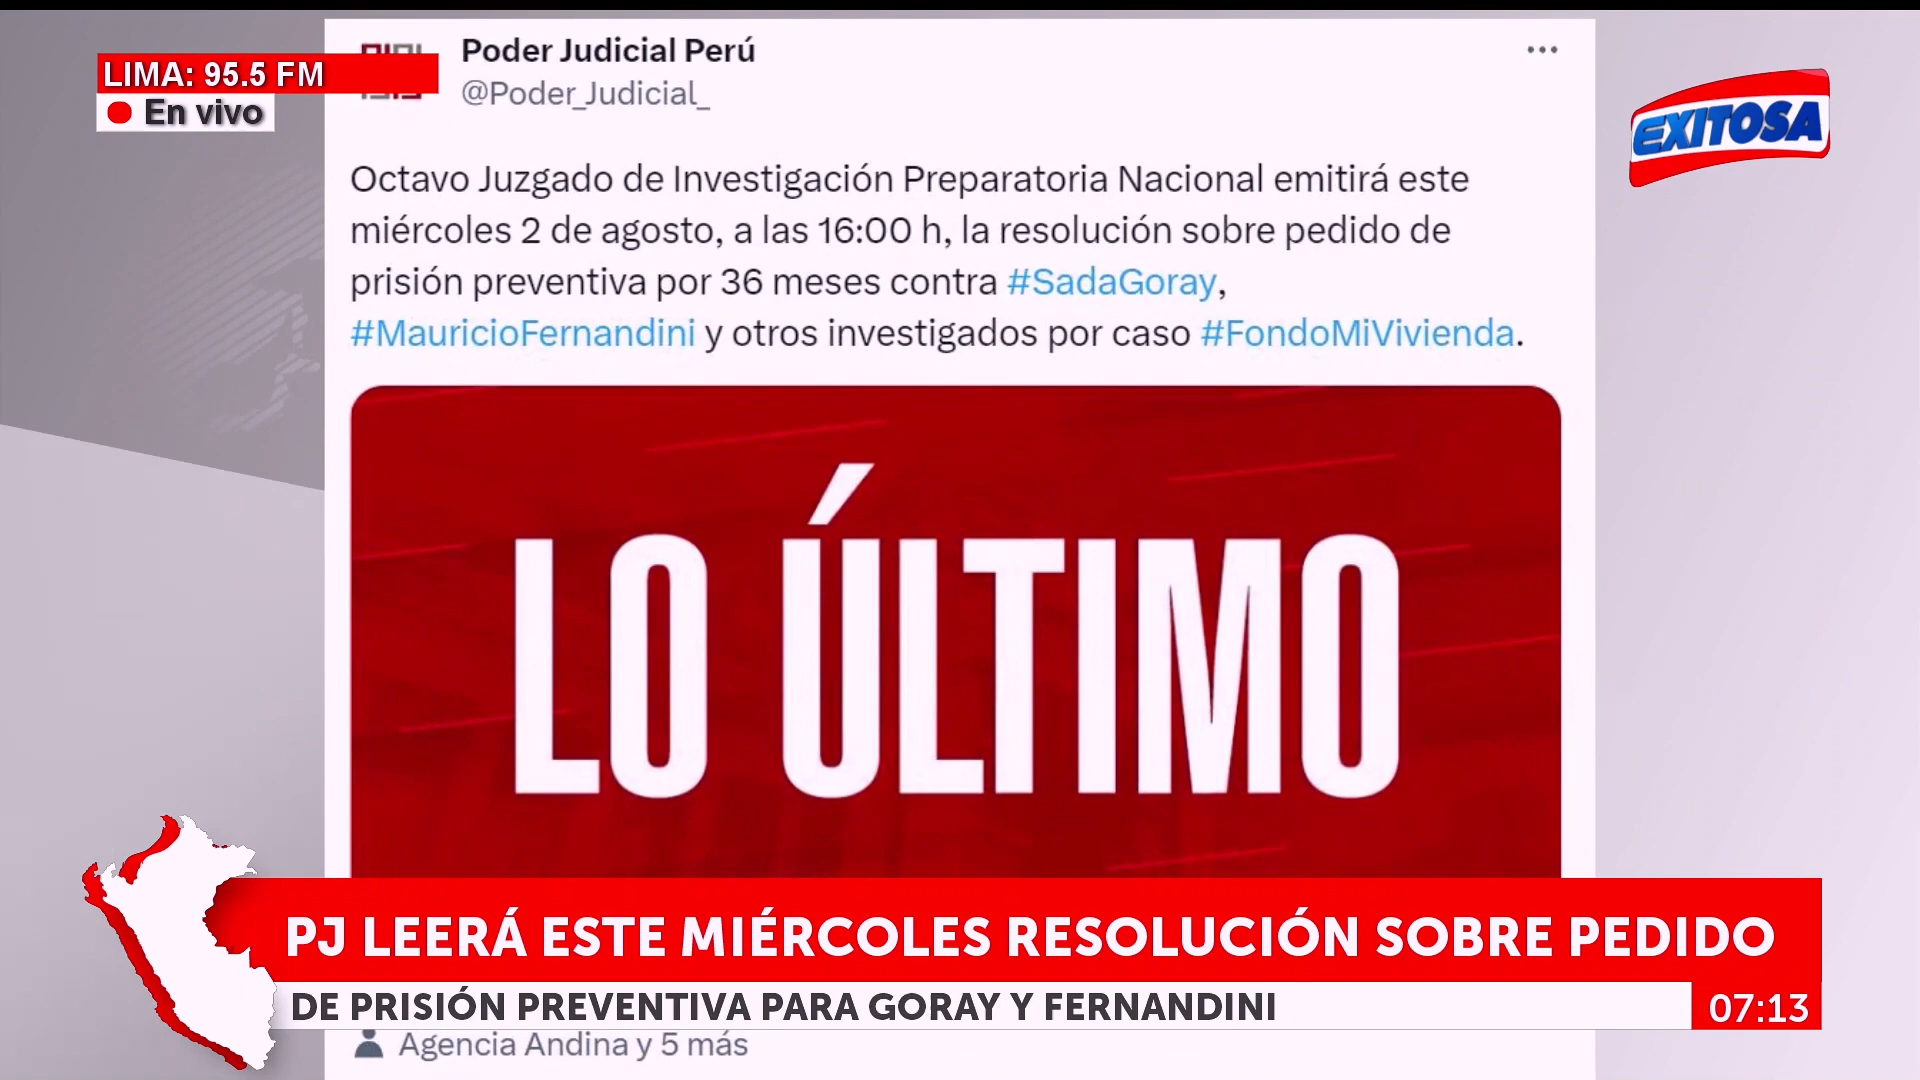 LIMA: 95.5 FM
En vivo
Poder Judicial Perú
@Poder_Judicial_
EXITOSA
Octavo Juzgado de Investigación Preparatoria Nacional emitirá este
miércoles 2 de agosto, a las 16:00 h, la resolución sobre pedido de
prisión preventiva por 36 meses contra #SadaGoray,
#MauricioFernandini y otros investigados por caso #FondoMiVivienda.
LO ÚLTIMO
PJ LEERÁ ESTE MIÉRCOLES RESOLUCIÓN SOBRE PEDIDO
DE PRISIÓN PREVENTIVA PARA GORAY Y FERNANDINI
07:13
Agencia Andina y 5 más